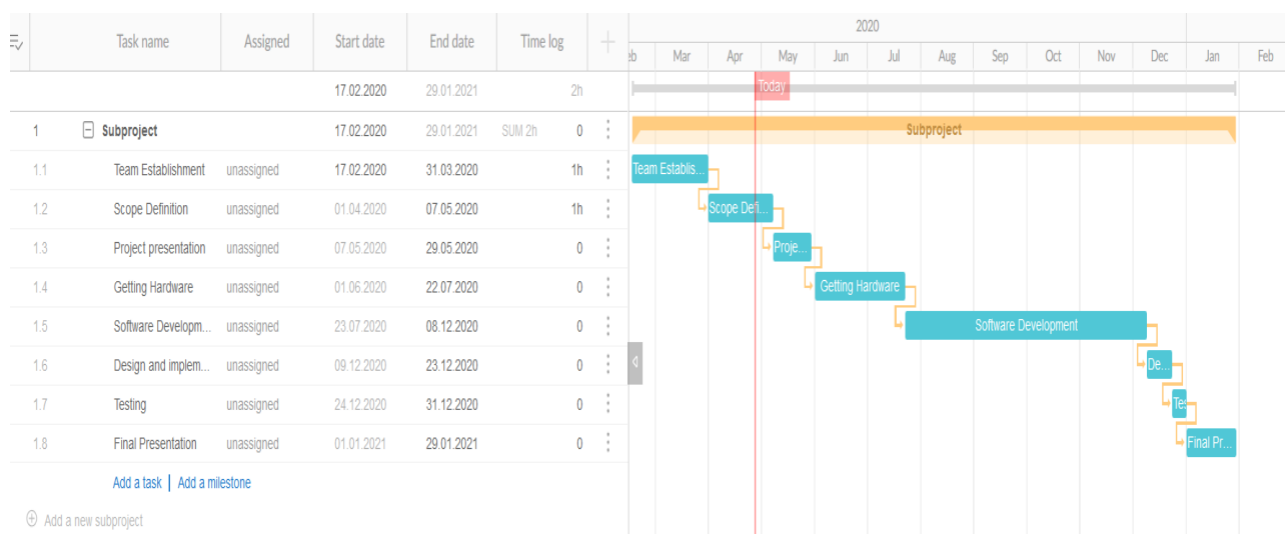 Task name Assigned Start date End date Time log
2020
eb Mar Apr May Jun Jul Aug Sep Oct Nov Dec Jan Feb
17.02.2020 29.01.2021 2h Today
1 Subproject 17.02.2020 29.01.2021 SUM 2h 0 Subproject
1.1 Team Establishment unassigned 17.02.2020 31.03.2020 1h Team Establis...
1.2 Scope Definition unassigned 01.04.2020 07.05.2020 1h Scope Defi...
1.3 Project presentation unassigned 07.05.2020 29.05.2020 0 Proje...
1.4 Getting Hardware unassigned 01.06.2020 22.07.2020 0 Getting Hardware
1.5 Software Developm... unassigned 23.07.2020 08.12.2020 0 Software Development
1.6 Design and implem... unassigned 09.12.2020 23.12.2020 0 De...
1.7 Testing unassigned 24.12.2020 31.12.2020 0 Tes
1.8 Final Presentation unassigned 01.01.2021 29.01.2021 0 Final Pr...
Add a task | Add a milestone
Add a new subproject